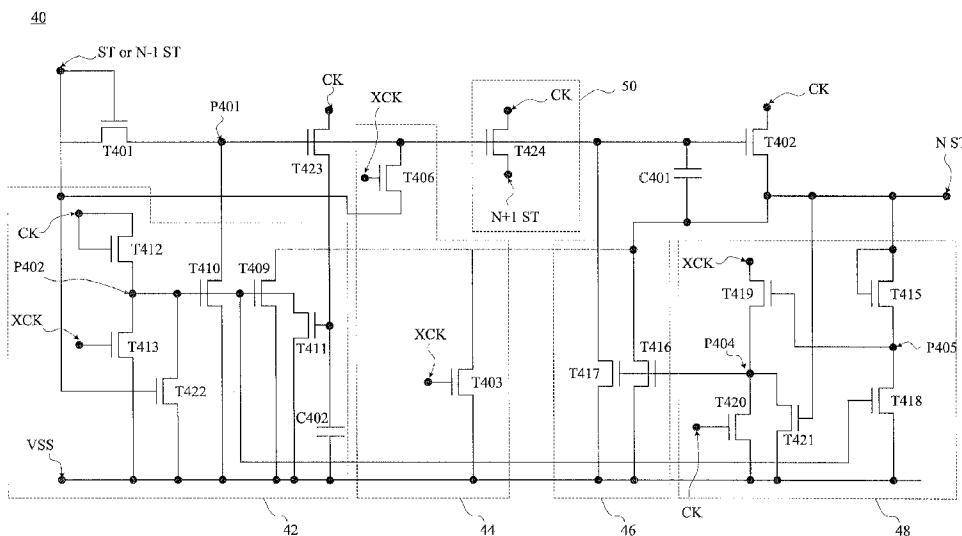 40
ST or N-1 ST
CK
50
CK
CK
P401
XCK
T401
T423
T406
T424
T402
N ST
C401
N+1 ST
CK
T412
P402
T410
T409
XCK
T419
T415
XCK
T413
T411
XCK
T416
P404
P405
T417
T422
T403
T420
T418
C402
T421
VSS
CK
42
44
46
48